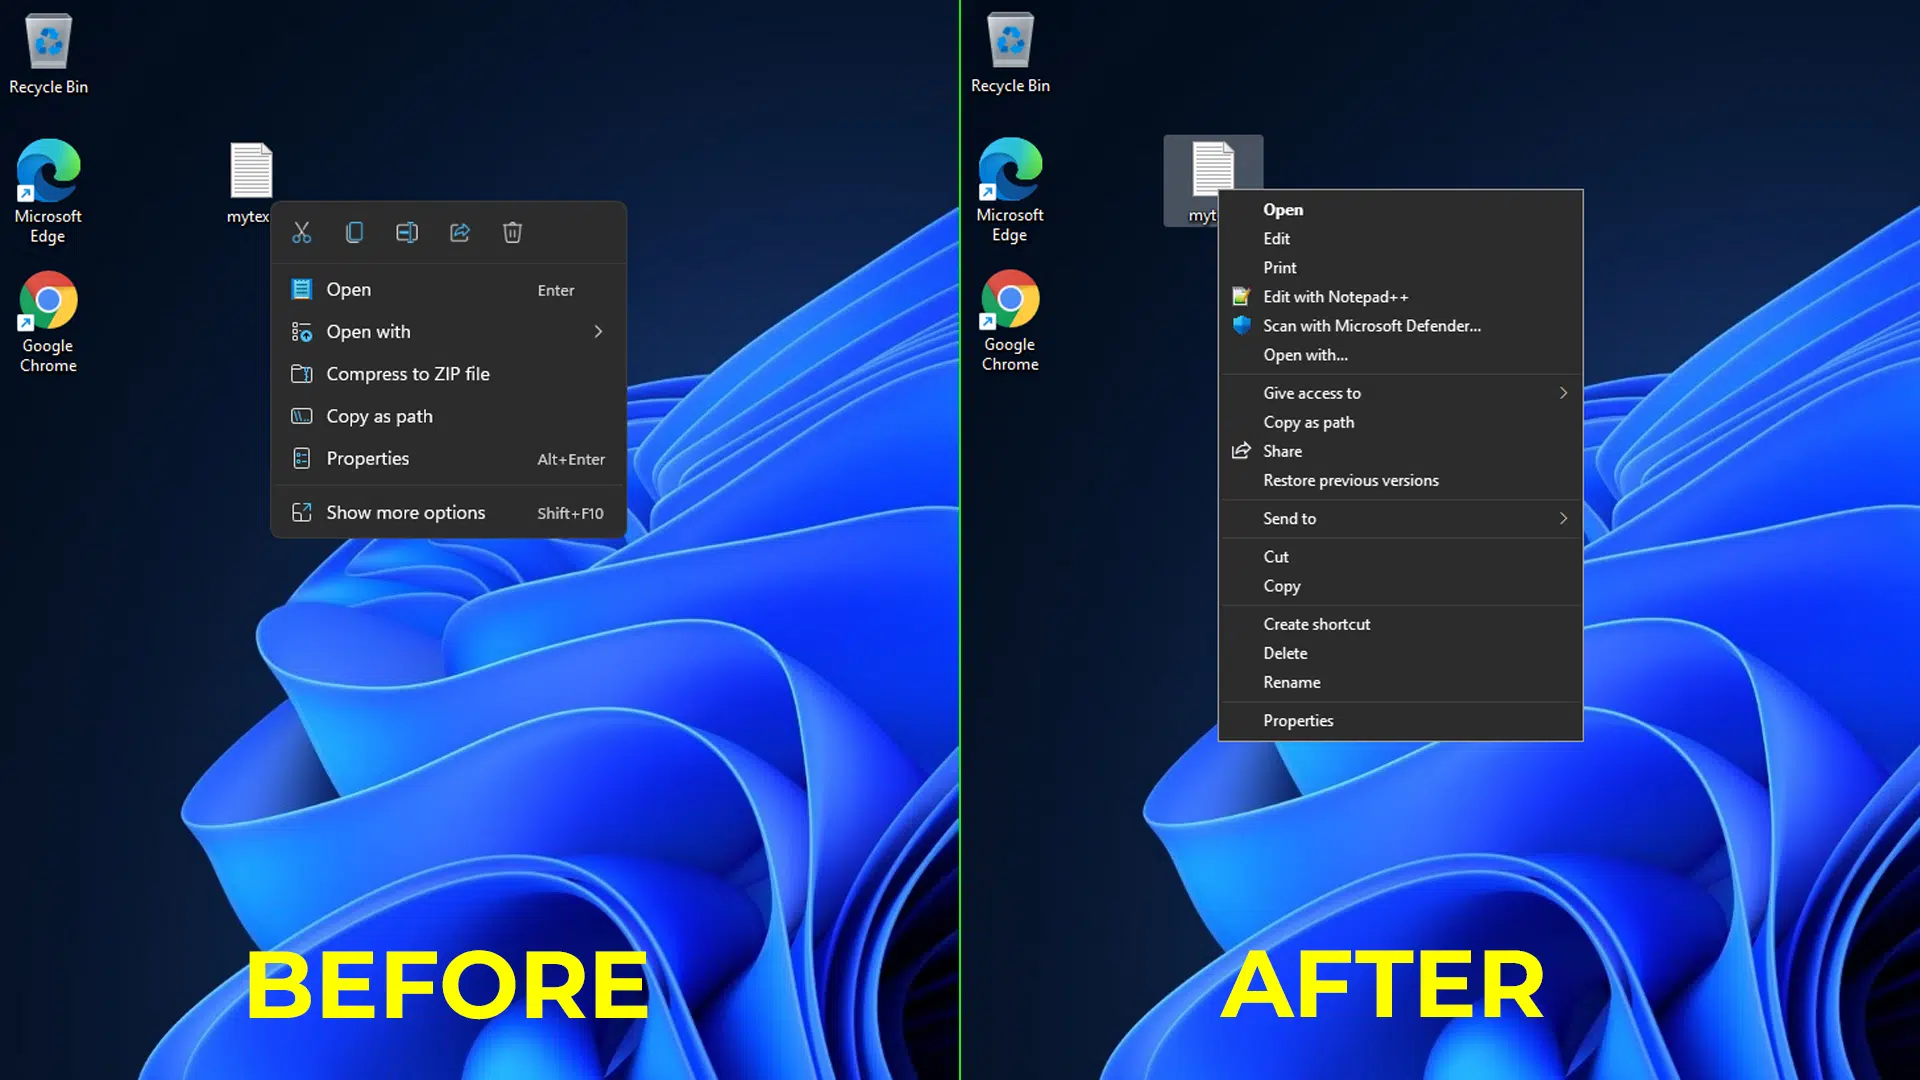 Recycle Bin
Microsoft
Edge
Google
Chrome
mytex
Open Enter
Open with
Compress to ZIP file
Copy as path
Properties Alt+Enter
Show more options Shift+F10
BEFORE
Recycle Bin
Microsoft
Edge
Google
Chrome
myt
Open
Edit
Print
Edit with Notepad++
Scan with Microsoft Defender...
Open with...
Give access to
Copy as path
Share
Restore previous versions
Send to
Cut
Copy
Create shortcut
Delete
Rename
Properties
AFTER